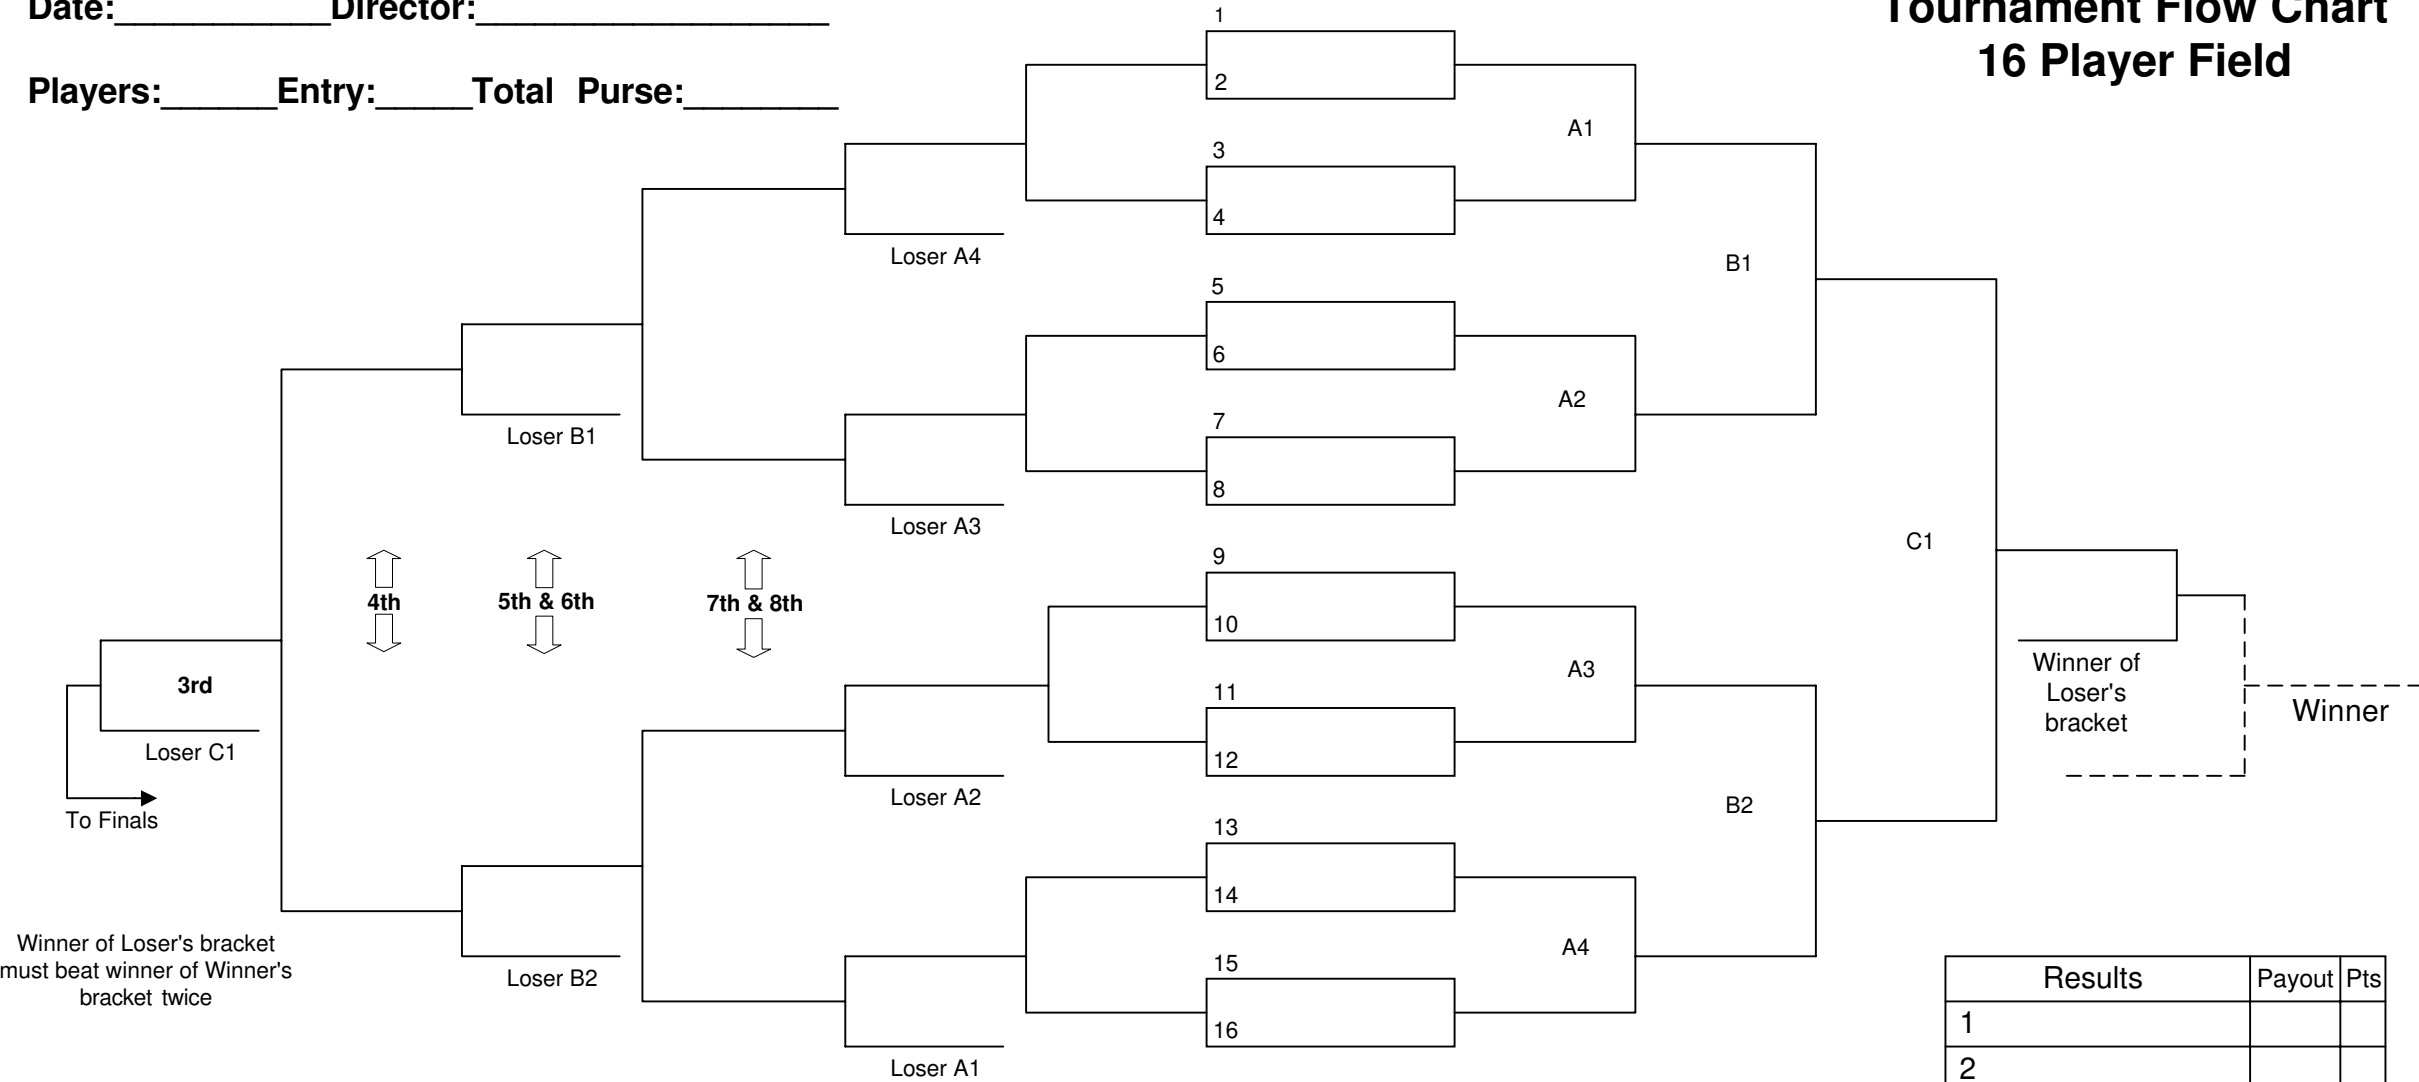 Date:___________Director:__________________
Tournament Flow Chart
16 Player Field
Players:______Entry:_____Total Purse:________
1
2
A1
3
4
Loser A4
B1
5
6
A2
Loser B1
7
8
Loser A3
C1
9
4th
5th & 6th
7th & 8th
10
Winner of
Loser's
bracket
A3
3rd
11
Winner
Loser C1
12
Loser A2
To Finals
B2
13
14
Winner of Loser's bracket
must beat winner of Winner's
bracket twice
A4
Loser B2
15
16
Loser A1
Results Payout Pts
1
2